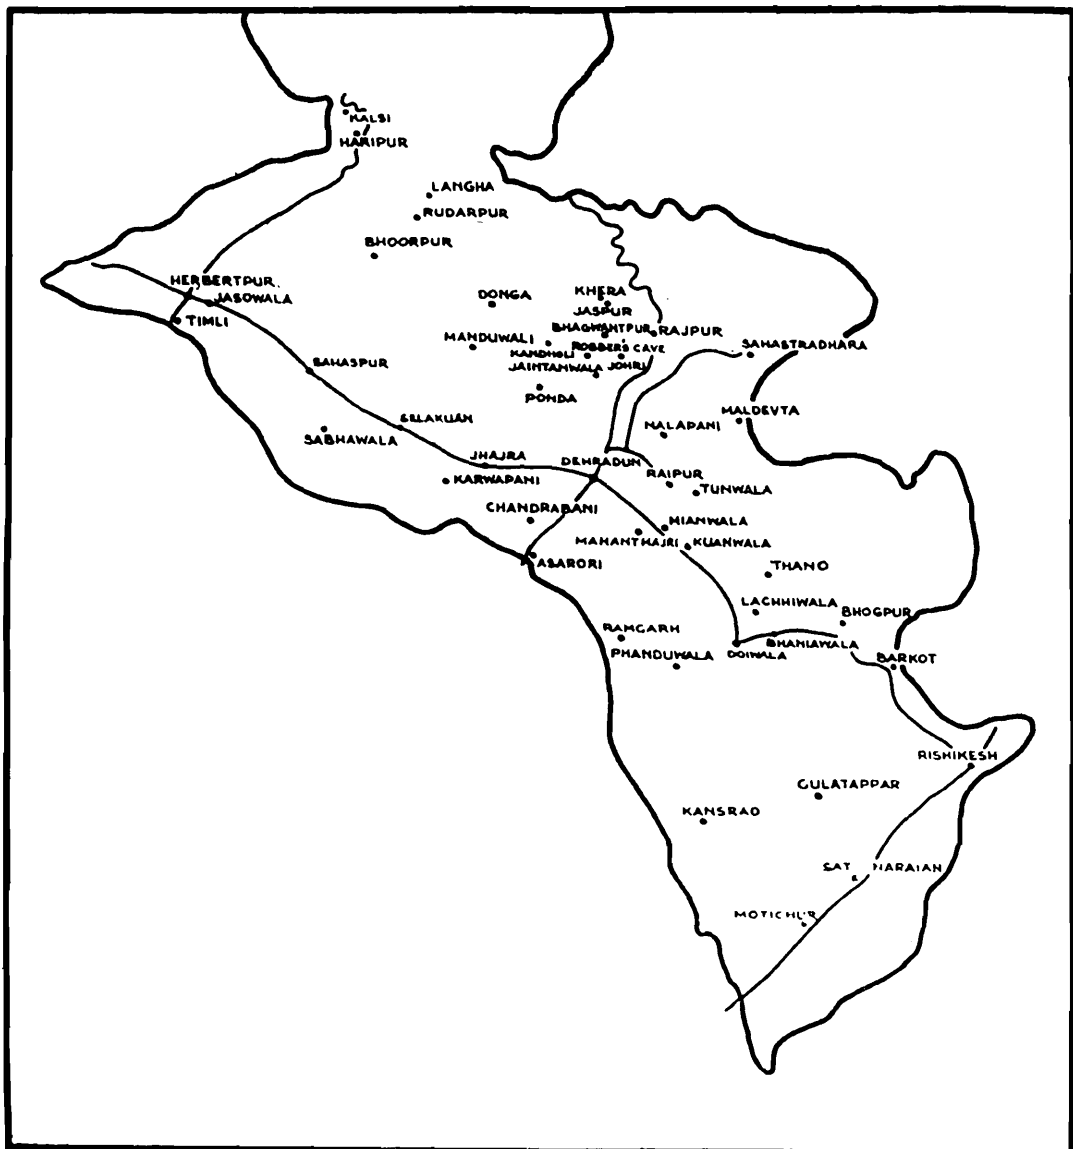 KALSI
HARIPUR
LANGHA
RUDARPUR
BHOORPUR
HERBERTPUR
JASOWALA
TIMLI
DONGA
KHERA
JASPUR
BHAGWANTPUR
RAJPUR
MANDUWALI
KANDHOLI
ROBBERS CAVE
SAHASTRADHARA
JAINTANWALA
JOHRI
SAHASPUR
PONDA
SELAKUAN
SABHAWALA
NALAPANI
MALDEVTA
JHAJRA
DEHRADUN
KARWAPANI
RAIPUR
TUNWALA
CHANDRABANI
MIANWALA
MAHANTHAJRI
KUANWALA
ASARORI
THANO
LACHHIWALA
BHOGPUR
RAMGARH
PHANDUWALA
DOIWALA
BHANIAWALA
BARKOT
RISHIKESH
GULATAPPAR
KANSRAO
SAT NARAIAN
MOTICHUR